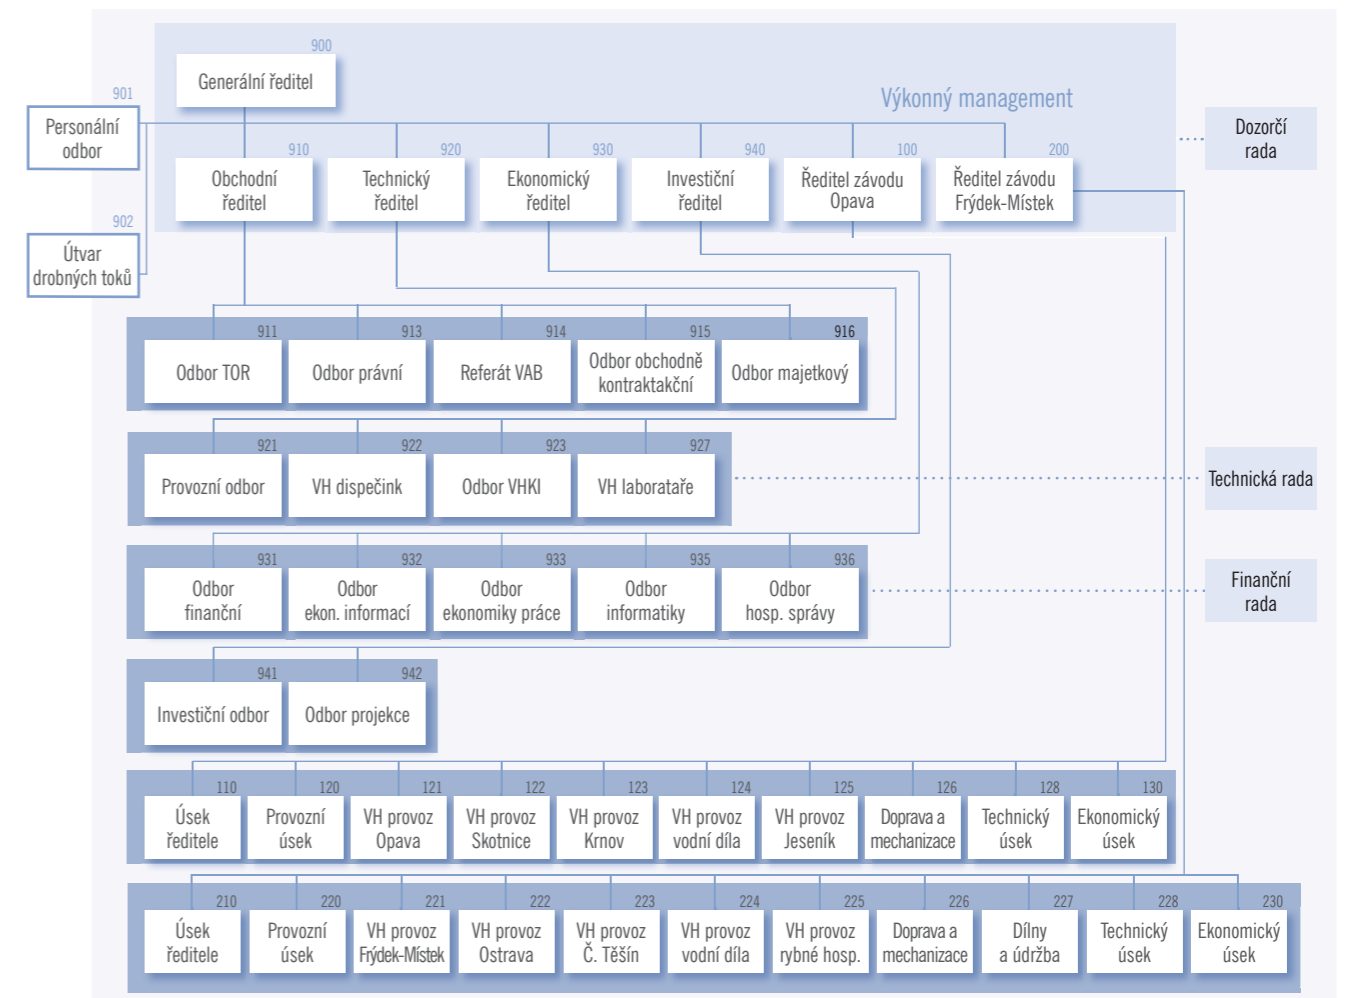 900
Generální ředitel
Výkonný management
901
Personální
odbor
Dozorčí
rada
910
Obchodní
ředitel
920
Technický
ředitel
930
Ekonomický
ředitel
940
Investiční
ředitel
100
Ředitel závodu
Opava
200
Ředitel závodu
Frýdek-Místek
902
Útvar
drobných toků
911
Odbor TOR
913
Odbor právní
914
Referát VAB
915
Odbor obchodně
kontraktakční
916
Odbor majetkový
921
Provozní odbor
922
VH dispečink
923
Odbor VHKI
927
VH laborataře
Technická rada
931
Odbor
finanční
932
Odbor
ekon. informací
933
Odbor
ekonomiky práce
935
Odbor
informatiky
936
Odbor
hosp. správy
Finanční
rada
941
Investiční odbor
942
Odbor projekce
110
Úsek
ředitele
120
Provozní
úsek
121
VH provoz
Opava
122
VH provoz
Skotnice
123
VH provoz
Krnov
124
VH provoz
vodní díla
125
VH provoz
Jeseník
126
Doprava a
mechanizace
128
Technický
úsek
130
Ekonomický
úsek
210
Úsek
ředitele
220
Provozní
úsek
221
VH provoz
Frýdek-Místek
222
VH provoz
Ostrava
223
VH provoz
Č. Těšín
224
VH provoz
vodní díla
225
VH provoz
rybné hosp.
226
Doprava a
mechanizace
227
Dílny
a údržba
228
Technický
úsek
230
Ekonomický
úsek